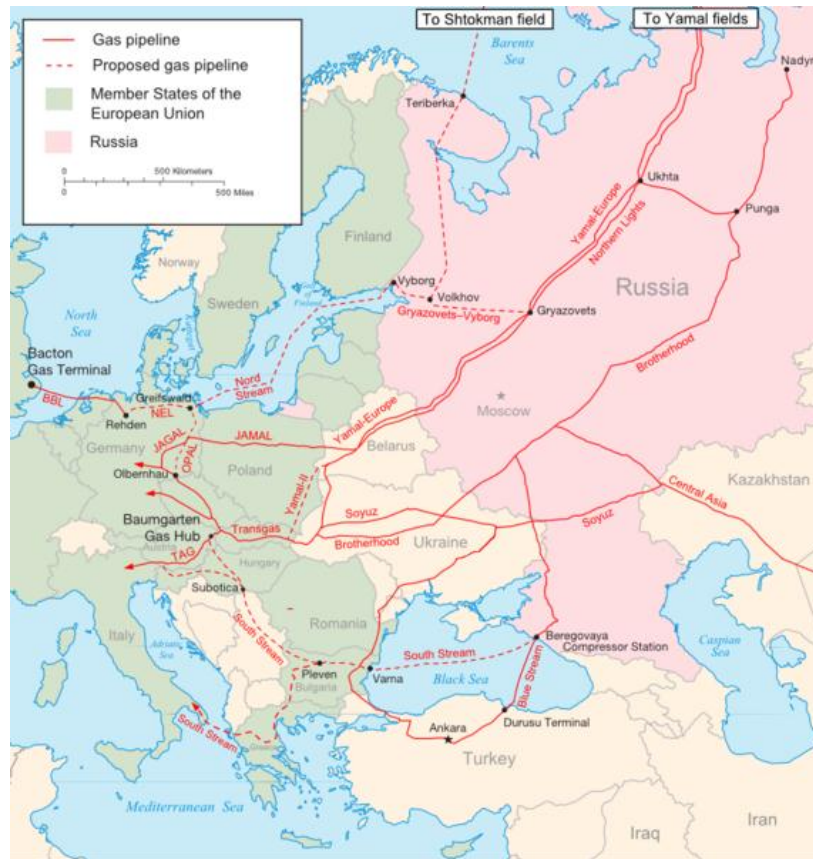 To Shtokman field
To Yamal fields
Gas pipeline
Proposed gas pipeline
Member States of the
European Union
Russia
0
500 Kilometers
0
500 Miles
Barents
Sea
Nadym
Teriberka
Ukhta
Punga
Yamal-Europe
Northern Lights
Finland
Norway
Sweden
Vyborg
Volkhov
Gryazovets–Vyborg
Gryazovets
Russia
Gulf
of
Finland
North
Sea
Bacton
Gas Terminal
BBL
Greifswald
Nord
Stream
NEL
Rehden
Brotherhood
Moscow
Yamal-Europe
Belarus
JAGAL
JAMAL
OPAL
Germany
Poland
Olbernhau
Yamal-II
Kazakhstan
Central Asia
Soyuz
Soyuz
Baumgarten
Gas Hub
Transgas
Brotherhood
Ukraine
TAG
Austria
Hungary
Subotica
Romania
South Stream
Italy
Adriatic
Sea
Beregovaya
Compressor Station
South Stream
Caspian
Sea
Pleven
Bulgaria
Varna
Black Sea
Blue Stream
South Stream
Greece
Ankara
Durusu Terminal
Turkey
Mediterranean Sea
Iraq
Iran